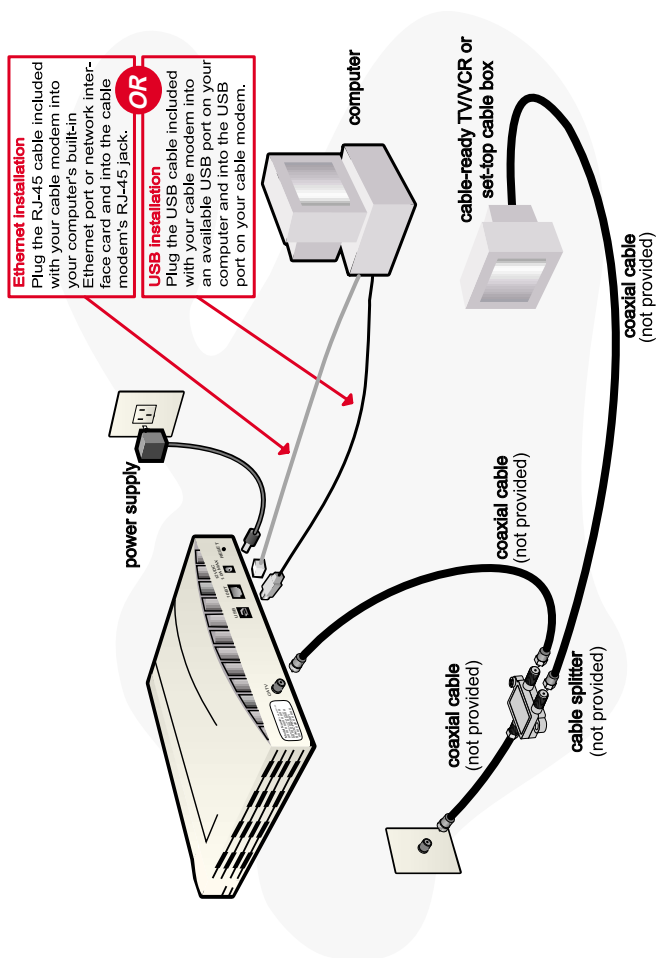 Ethernet installation
Plug the RJ-45 cable included
with your cable modem into
your computer's built-in
Ethernet port or network inter-
face card and into the cable
modem's RJ-45 jack.
OR
USB installation
Plug the USB cable included
with your cable modem into
an available USB port on your
computer and into the USB
port on your cable modem.
computer
cable-ready TV/VCR or
set-top cable box
power supply
coaxial cable
(not provided)
coaxial cable
(not provided)
coaxial cable
(not provided)
cable splitter
(not provided)
RESET
USB